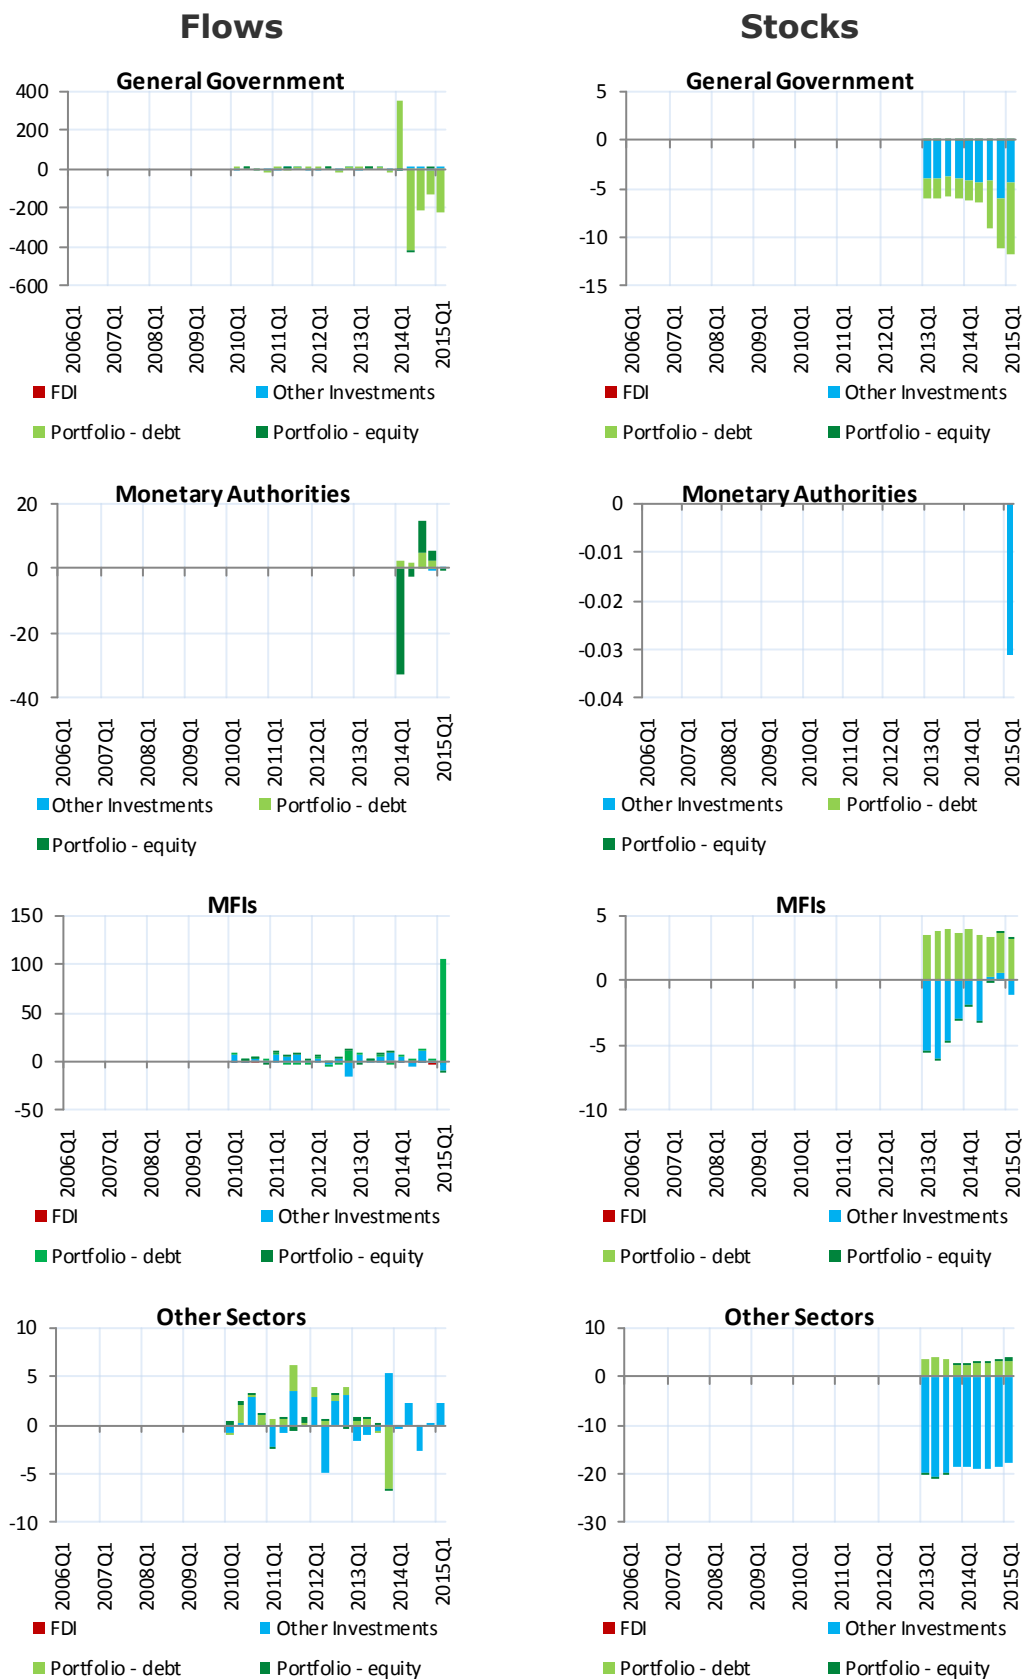 Flows
Stocks
General Government
400
200
0
-200
-400
-600
2006Q1
2007Q1
2008Q1
2009Q1
2010Q1
2011Q1
2012Q1
2013Q1
2014Q1
2015Q1
FDI
Other Investments
Portfolio - debt
Portfolio - equity
General Government
5
0
-5
-10
-15
2006Q1
2007Q1
2008Q1
2009Q1
2010Q1
2011Q1
2012Q1
2013Q1
2014Q1
2015Q1
FDI
Other Investments
Portfolio - debt
Portfolio - equity
Monetary Authorities
20
0
-20
-40
2006Q1
2007Q1
2008Q1
2009Q1
2010Q1
2011Q1
2012Q1
2013Q1
2014Q1
2015Q1
Other Investments
Portfolio - debt
Portfolio - equity
Monetary Authorities
0
-0.01
-0.02
-0.03
-0.04
2006Q1
2007Q1
2008Q1
2009Q1
2010Q1
2011Q1
2012Q1
2013Q1
2014Q1
2015Q1
Other Investments
Portfolio - debt
Portfolio - equity
MFIs
150
100
50
0
-50
2006Q1
2007Q1
2008Q1
2009Q1
2010Q1
2011Q1
2012Q1
2013Q1
2014Q1
2015Q1
FDI
Other Investments
Portfolio - debt
Portfolio - equity
MFIs
5
0
-5
-10
2006Q1
2007Q1
2008Q1
2009Q1
2010Q1
2011Q1
2012Q1
2013Q1
2014Q1
2015Q1
FDI
Other Investments
Portfolio - debt
Portfolio - equity
Other Sectors
10
5
0
-5
-10
2006Q1
2007Q1
2008Q1
2009Q1
2010Q1
2011Q1
2012Q1
2013Q1
2014Q1
2015Q1
FDI
Other Investments
Portfolio - debt
Portfolio - equity
Other Sectors
10
0
-10
-20
-30
2006Q1
2007Q1
2008Q1
2009Q1
2010Q1
2011Q1
2012Q1
2013Q1
2014Q1
2015Q1
FDI
Other Investments
Portfolio - debt
Portfolio - equity